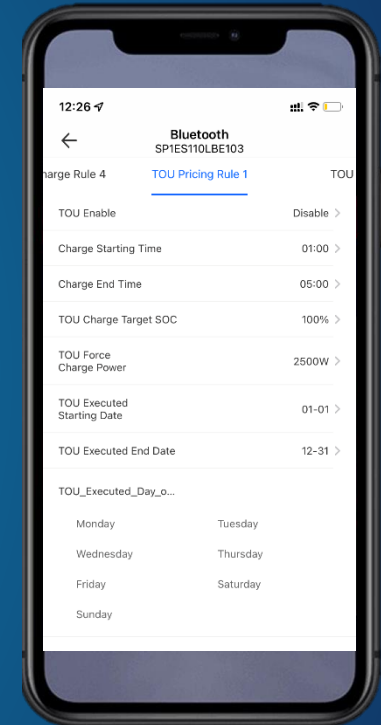 12:26
Bluetooth
SP1ES110LBE103
harge Rule 4 TOU Pricing Rule 1 TOU
TOU Enable Disable
Charge Starting Time 01:00
Charge End Time 05:00
TOU Charge Target SOC 100%
TOU Force
Charge Power 2500W
TOU Executed
Starting Date 01-01
TOU Executed End Date 12-31
TOU_Executed_Day_o...
Monday Tuesday
Wednesday Thursday
Friday Saturday
Sunday